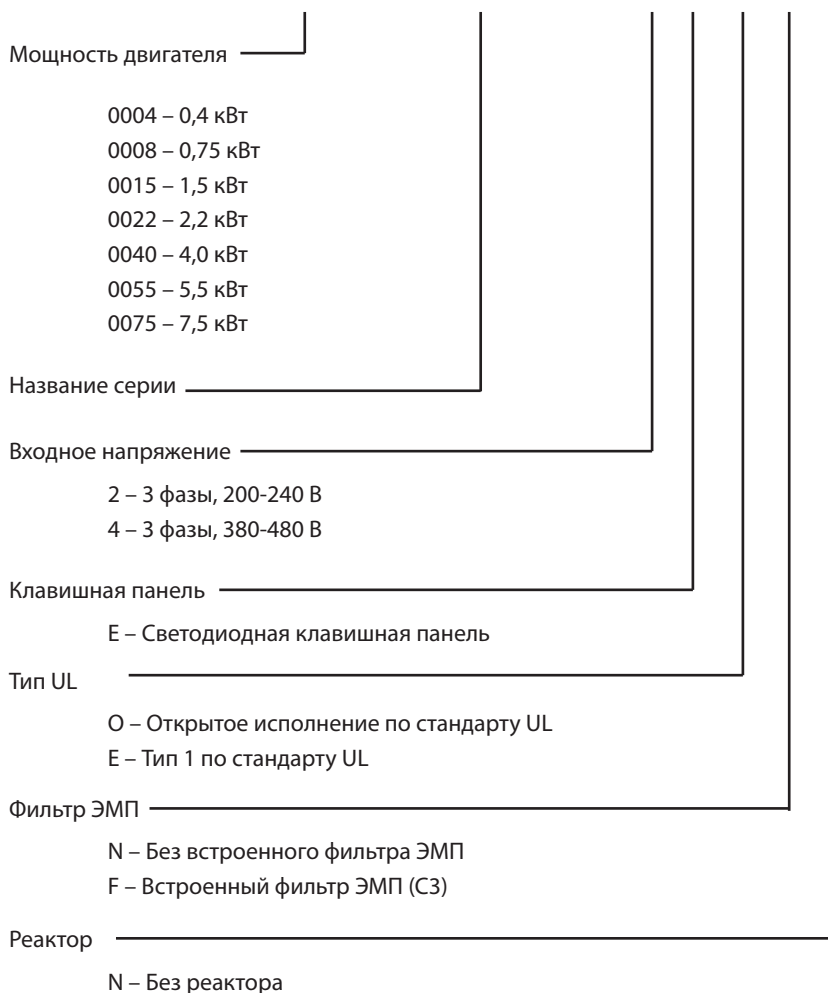 Мощность двигателя
0004 – 0,4 кВт
0008 – 0,75 кВт
0015 – 1,5 кВт
0022 – 2,2 кВт
0040 – 4,0 кВт
0055 – 5,5 кВт
0075 – 7,5 кВт
Название серии
Входное напряжение
2 – 3 фазы, 200-240 В
4 – 3 фазы, 380-480 В
Клавишная панель
E – Светодиодная клавишная панель
Тип UL
O – Открытое исполнение по стандарту UL
E – Тип 1 по стандарту UL
Фильтр ЭМП
N – Без встроенного фильтра ЭМП
F – Встроенный фильтр ЭМП (C3)
Реактор
N – Без реактора